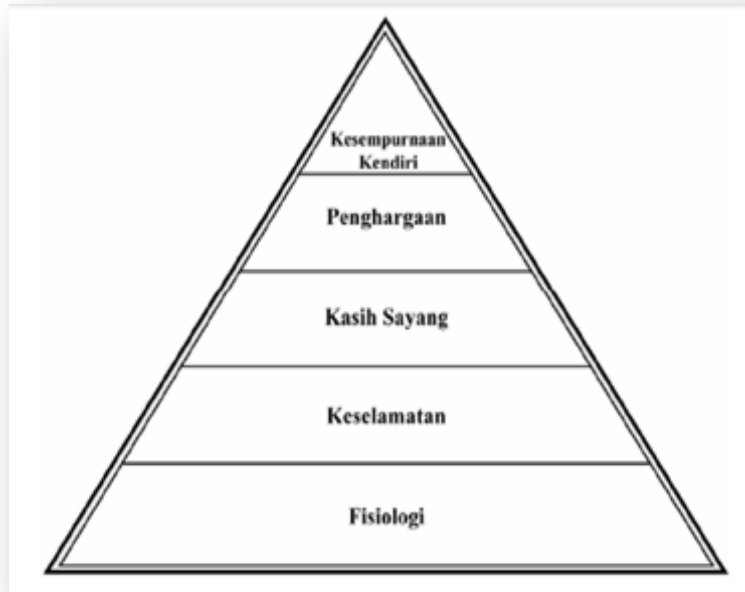 Kesempurnaan
Kendiri
Penghargaan
Kasih Sayang
Keselamatan
Fisiologi